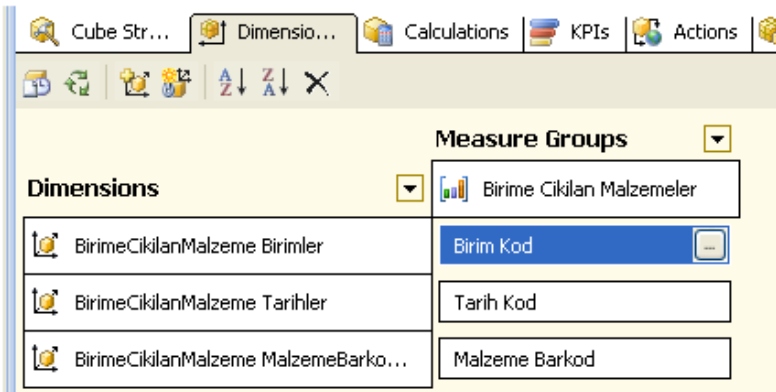 Cube Str... Dimensio... Calculations KPIs Actions
Measure Groups
Dimensions Birime Cikilan Malzemeler
BirimeCikilanMalzeme Birimler Birim Kod ...
BirimeCikilanMalzeme Tarihler Tarih Kod
BirimeCikilanMalzeme MalzemeBarko... Malzeme Barkod